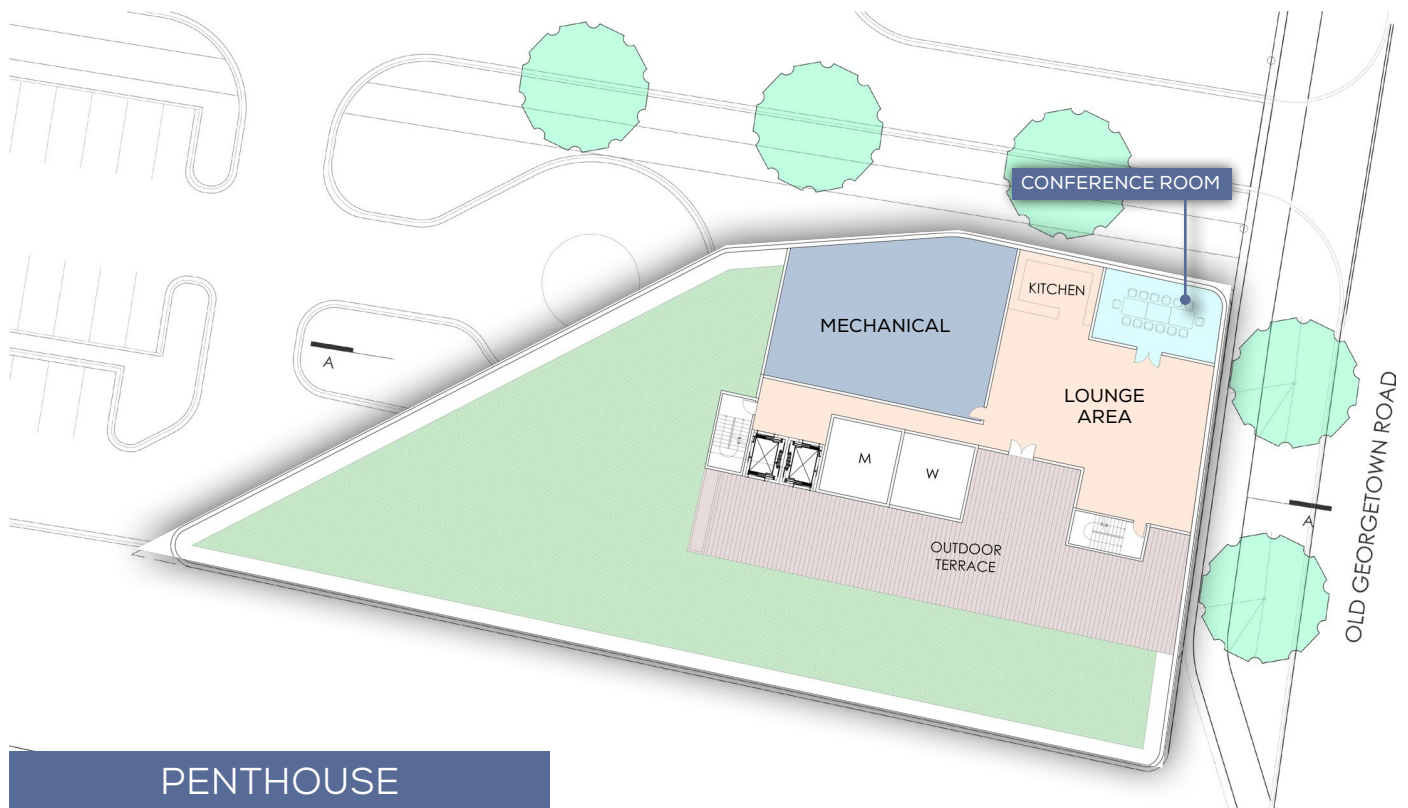 CONFERENCE ROOM
KITCHEN
MECHANICAL
A
LOUNGE
AREA
M
W
A
OUTDOOR
TERRACE
OLD GEORGETOWN ROAD
PENTHOUSE